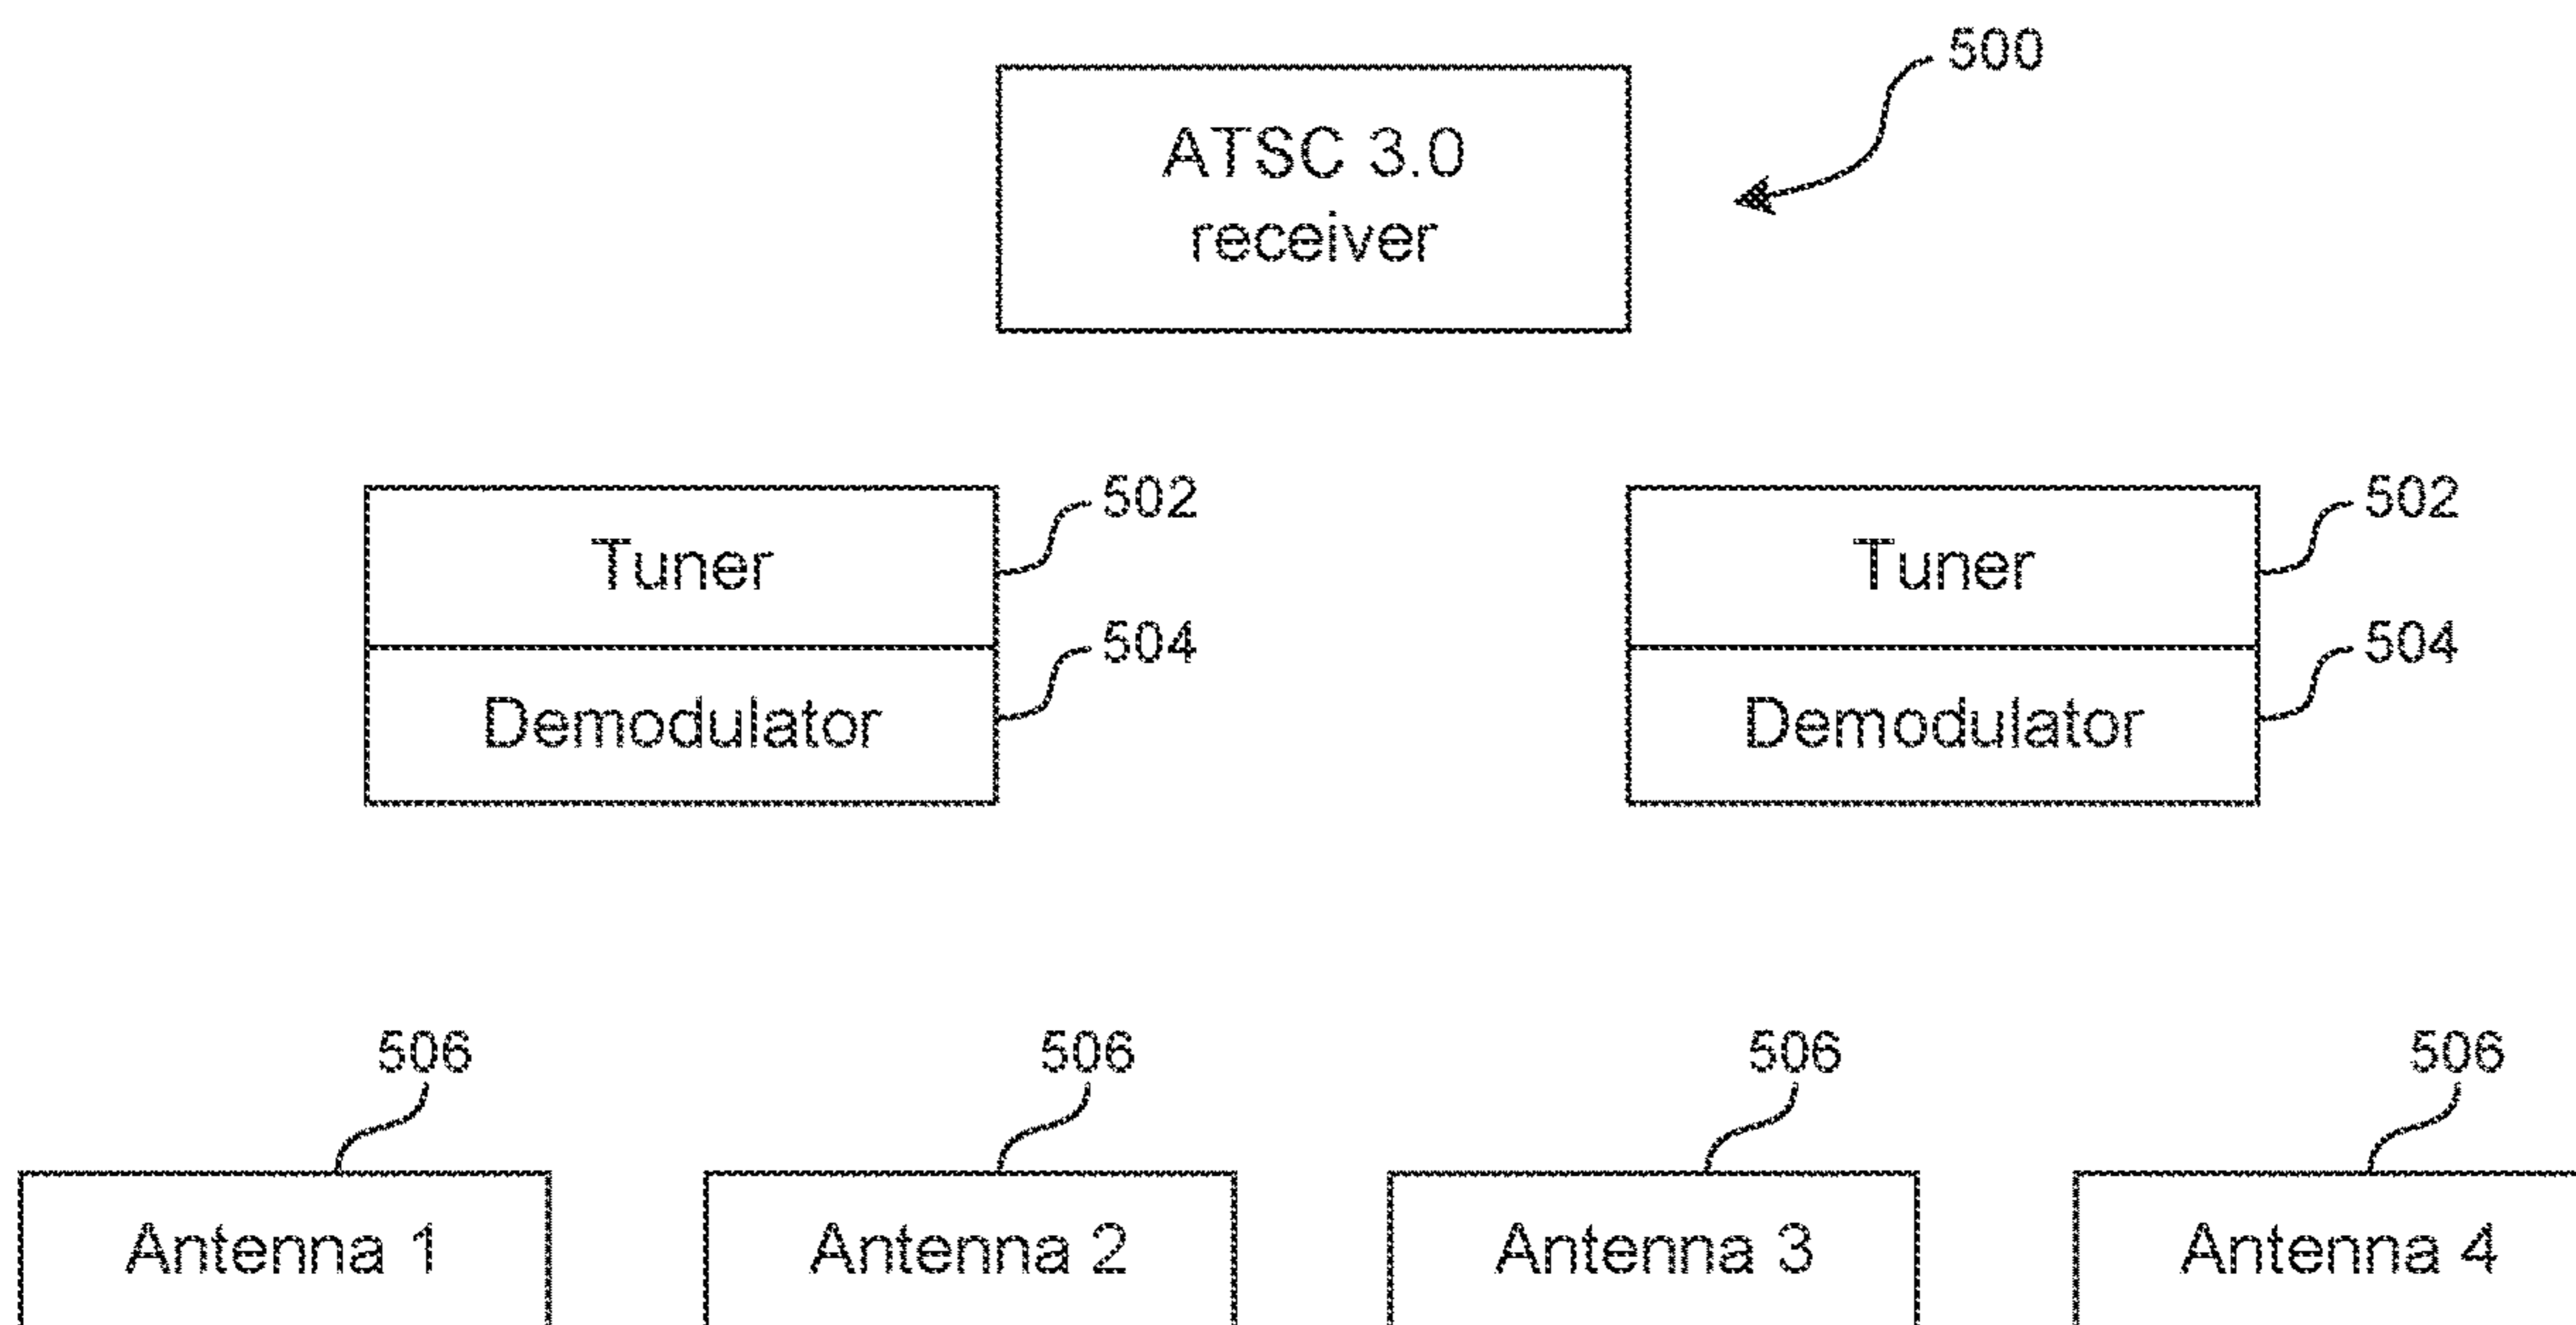 500
ATSC 3.0
receiver
502
502
Tuner
Tuner
504
504
Demodulator
Demodulator
506
506
506
506
Antenna 1
Antenna 2
Antenna 3
Antenna 4